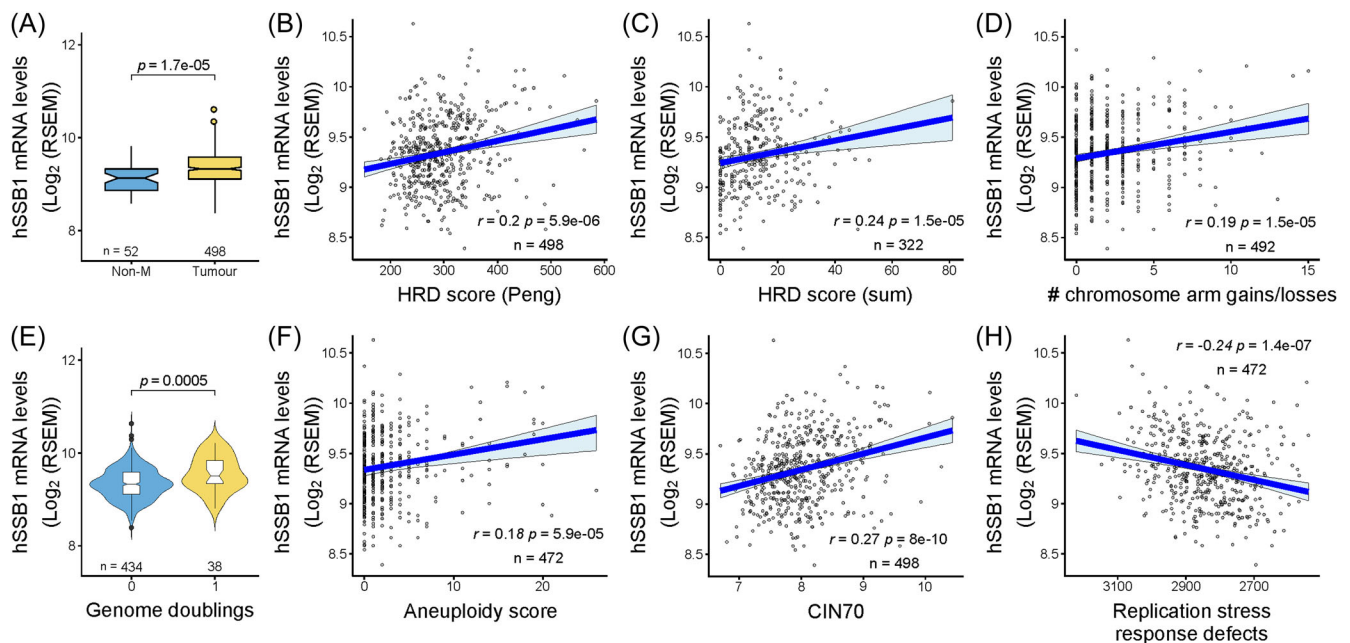 (A)
hSSB1 mRNA levels
(Log2 (RSEM))
12
10
8
p = 1.7e-05
n = 52
498
Non-M
Tumour
(B)
hSSB1 mRNA levels
(Log2 (RSEM))
10.5
10
9.5
9
8.5
r = 0.2 p = 5.9e-06
n = 498
200
300
400
500
600
HRD score (Peng)
(C)
hSSB1 mRNA levels
(Log2 (RSEM))
10.5
10
9.5
9
8.5
r = 0.24 p = 1.5e-05
n = 322
0
20
40
60
80
HRD score (sum)
(D)
hSSB1 mRNA levels
(Log2 (RSEM))
10.5
10
9.5
9
8.5
r = 0.19 p = 1.5e-05
n = 492
0
5
10
15
# chromosome arm gains/losses
(E)
hSSB1 mRNA levels
(Log2 (RSEM))
12
10
8
p = 0.0005
n = 434
38
0
1
Genome doublings
(F)
hSSB1 mRNA levels
(Log2 (RSEM))
10.5
10
9.5
9
8.5
r = 0.18 p = 5.9e-05
n = 472
0
10
20
Aneuploidy score
(G)
hSSB1 mRNA levels
(Log2 (RSEM))
10.5
10
9.5
9
8.5
r = 0.27 p = 8e-10
n = 498
7
8
9
10
CIN70
(H)
hSSB1 mRNA levels
(Log2 (RSEM))
10.5
10
9.5
9
8.5
r = -0.24 p = 1.4e-07
n = 472
3100
2900
2700
Replication stress
response defects